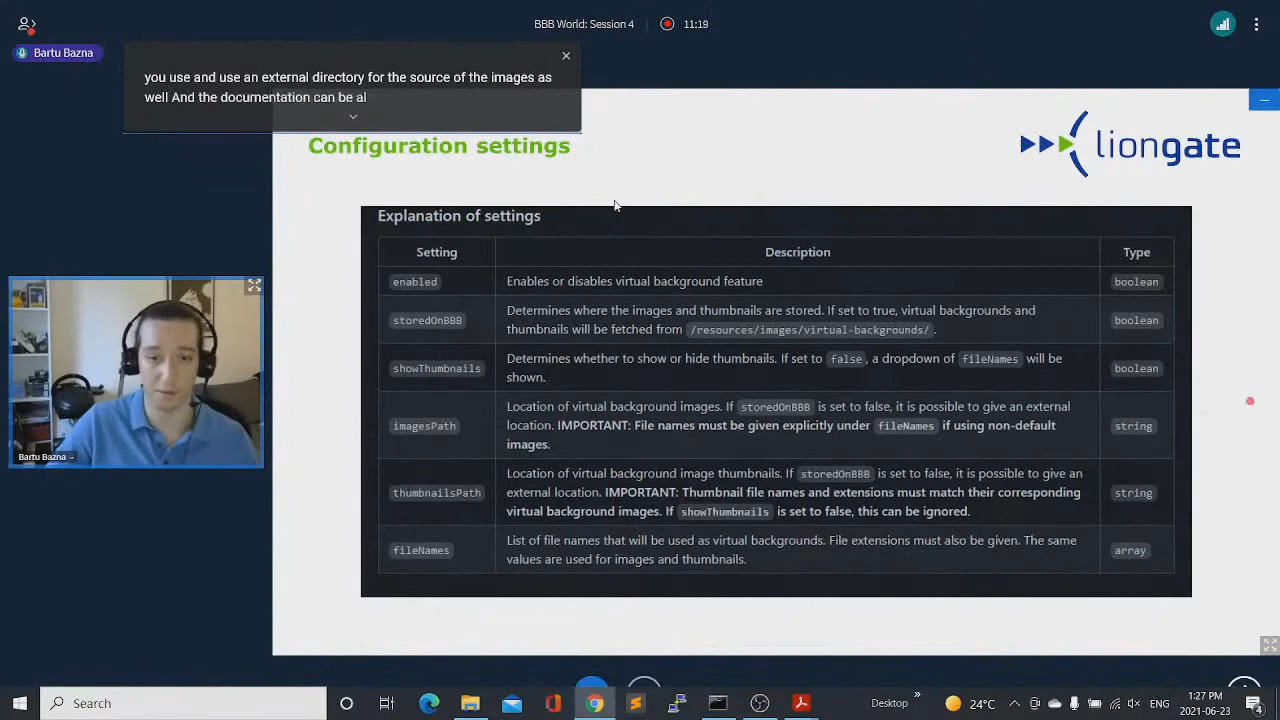 BBB World: Session 4
11:19
Bartu Bazna
you use and use an external directory for the source of the images as
well And the documentation can be al
Configuration settings
liongate
Explanation of settings
Setting Description Type
enabled Enables or disables virtual background feature boolean
storedOnBBB Determines where the images and thumbnails are stored. If set to true, virtual backgrounds and boolean
thumbnails will be fetched from /resources/images/virtual-backgrounds/ .
showThumbnails Determines whether to show or hide thumbnails. If set to false , a dropdown of fileNames will be boolean
shown.
imagesPath Location of virtual background images. If storedOnBBB is set to false, it is possible to give an external string
location. IMPORTANT: File names must be given explicitly under fileNames if using non-default
images.
thumbnailsPath Location of virtual background image thumbnails. If storedOnBBB is set to false, it is possible to give an string
external location. IMPORTANT: Thumbnail file names and extensions must match their corresponding
virtual background images. If showThumbnails is set to false, this can be ignored.
fileNames List of file names that will be used as virtual backgrounds. File extensions must also be given. The same array
values are used for images and thumbnails.
Bartu Bazna
Search
Desktop
24°C
ENG
1:27 PM
2021-06-23
4